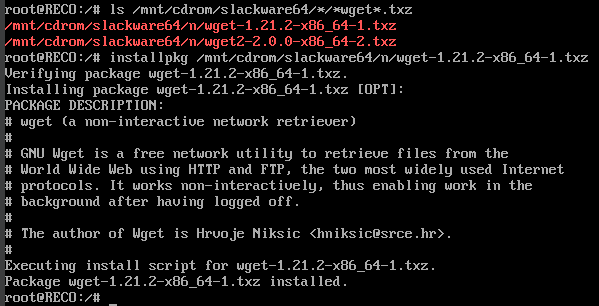 root@RECO:/# ls /mnt/cdrom/slackware64/*/*wget*.txz
/mnt/cdrom/slackware64/n/wget-1.21.2-x86_64-1.txz
/mnt/cdrom/slackware64/n/wget2-2.0.0-x86_64-2.txz
root@RECO:/# installpkg /mnt/cdrom/slackware64/n/wget-1.21.2-x86_64-1.txz
Verifying package wget-1.21.2-x86_64-1.txz.
Installing package wget-1.21.2-x86_64-1.txz [OPT]:
PACKAGE DESCRIPTION:
# wget (a non-interactive network retriever)
#
# GNU Wget is a free network utility to retrieve files from the
# World Wide Web using HTTP and FTP, the two most widely used Internet
# protocols. It works non-interactively, thus enabling work in the
# background after having logged off.
#
# The author of Wget is Hrvoje Niksic <hniksic@srce.hr>.
#
Executing install script for wget-1.21.2-x86_64-1.txz.
Package wget-1.21.2-x86_64-1.txz installed.
root@RECO:/# _